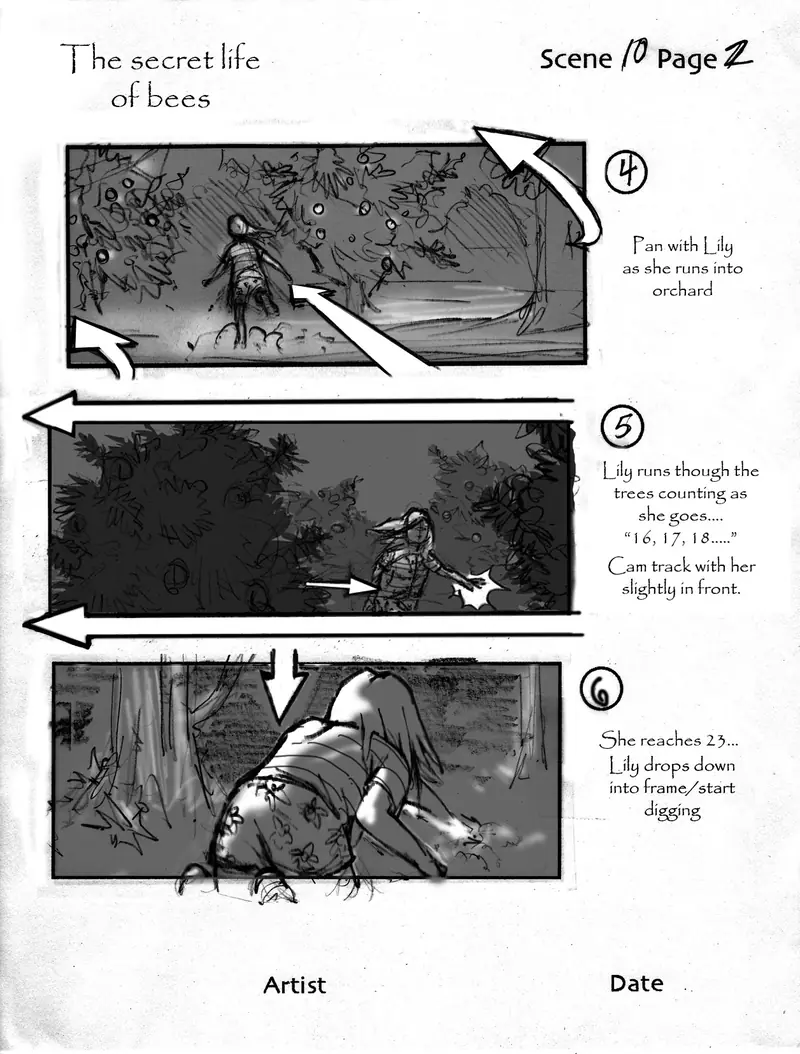 The secret life
of bees
Scene 10 Page 2
4
Pan with Lily
as she runs into
orchard
5
Lily runs though the
trees counting as
she goes....
“16, 17, 18.....”
Cam track with her
slightly in front.
6
She reaches 23...
Lily drops down
into frame/start
digging
Artist
Date